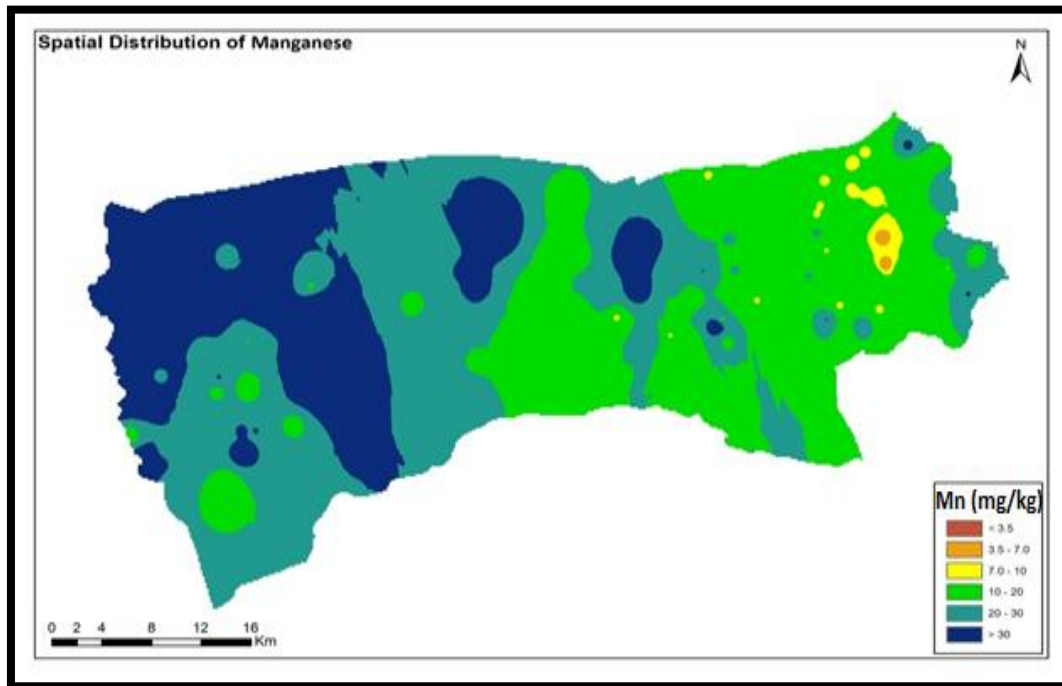 Spatial Distribution of Manganese
N
Mn (mg/kg)
< 3.5
3.5 - 7.0
7.0 - 10
10 - 20
20 - 30
> 30
0 2 4 8 12 16
Km